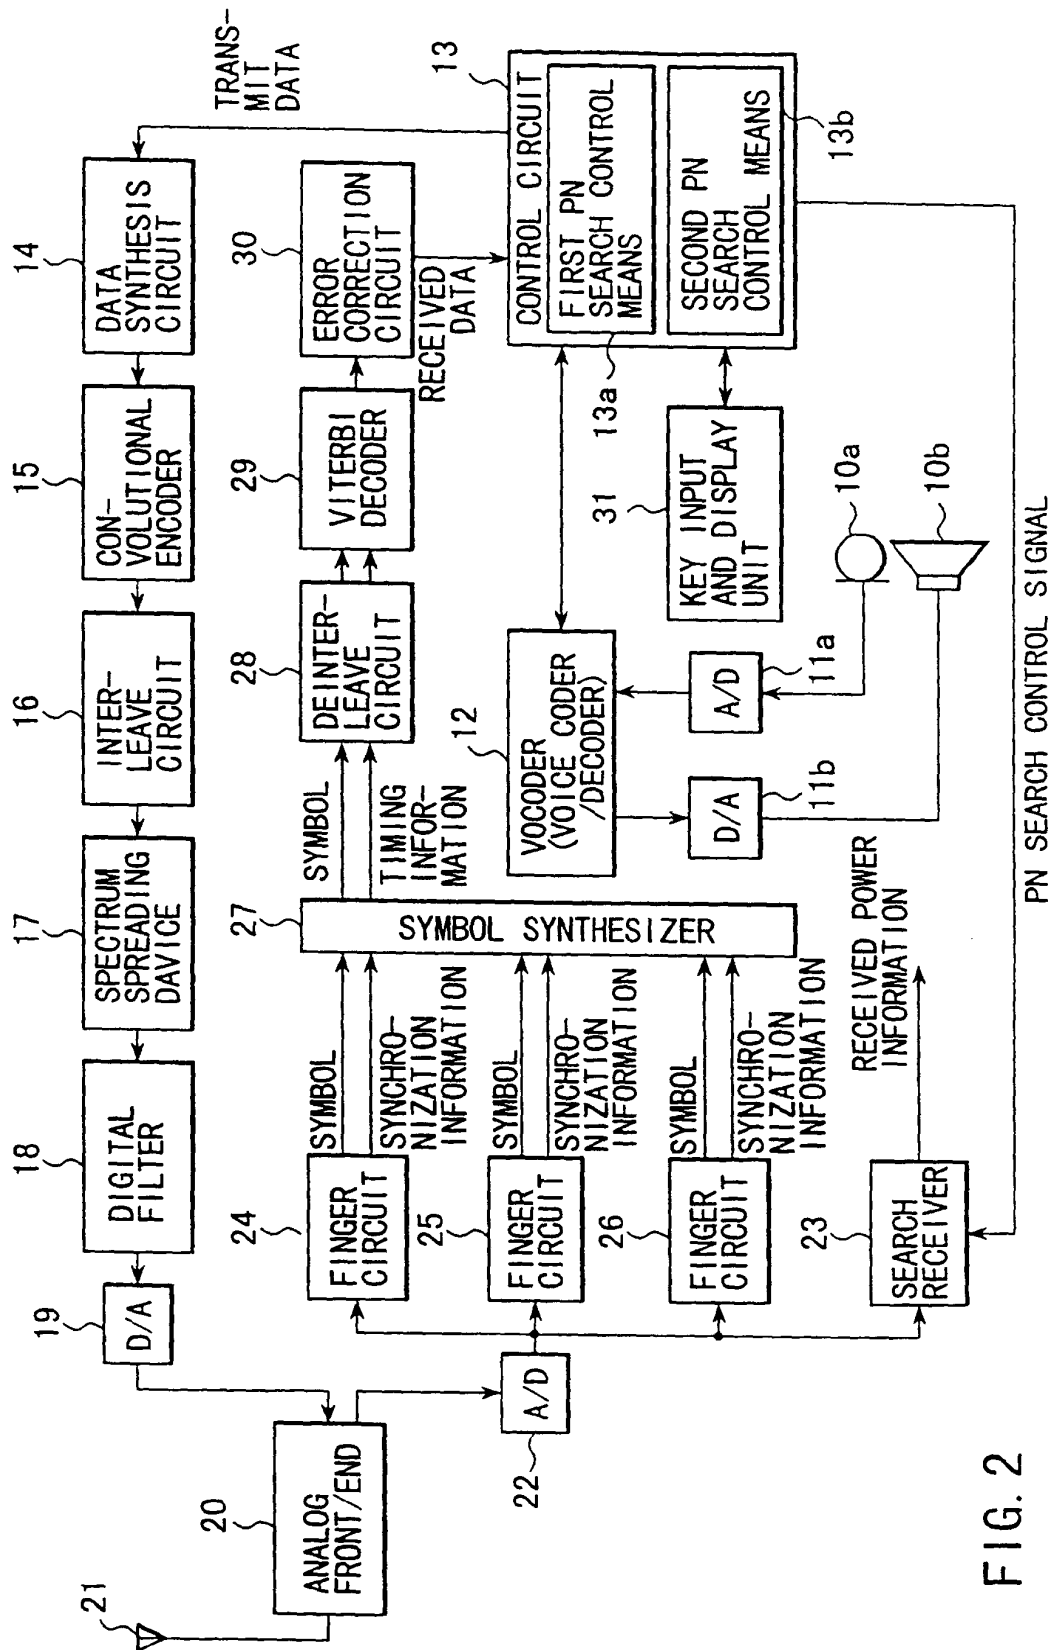 TRANS-
MIT
DATA
14
DATA
SYNTHESIS
CIRCUIT
15
CON-
VOLUTIONAL
ENCODER
16
INTER-
LEAVE
CIRCUIT
17
SPECTRUM
SPREADING
DAVICE
18
DIGITAL
FILTER
19
D/A
20
ANALOG
FRONT/END
21
22
A/D
24
FINGER
CIRCUIT
SYMBOL
SYNCHRO-
NIZATION
INFORMATION
25
FINGER
CIRCUIT
SYMBOL
SYNCHRO-
NIZATION
INFORMATION
26
FINGER
CIRCUIT
SYMBOL
SYNCHRO-
NIZATION
INFORMATION
23
SEARCH
RECEIVER
RECEIVED POWER
INFORMATION
27
SYMBOL SYNTHESIZER
SYMBOL
TIMING
INFOR-
MATION
28
DEINTER-
LEAVE
CIRCUIT
29
VITERBI
DECODER
30
ERROR
CORRECTION
CIRCUIT
RECEIVED
DATA
13
CONTROL CIRCUIT
FIRST PN
SEARCH CONTROL
MEANS
13a
SECOND PN
SEARCH
CONTROL MEANS
13b
12
VOCODER
(VOICE CODER
/DECODER)
31
KEY INPUT
AND DISPLAY
UNIT
A/D
11a
10a
D/A
11b
10b
PN SEARCH CONTROL SIGNAL
FIG. 2